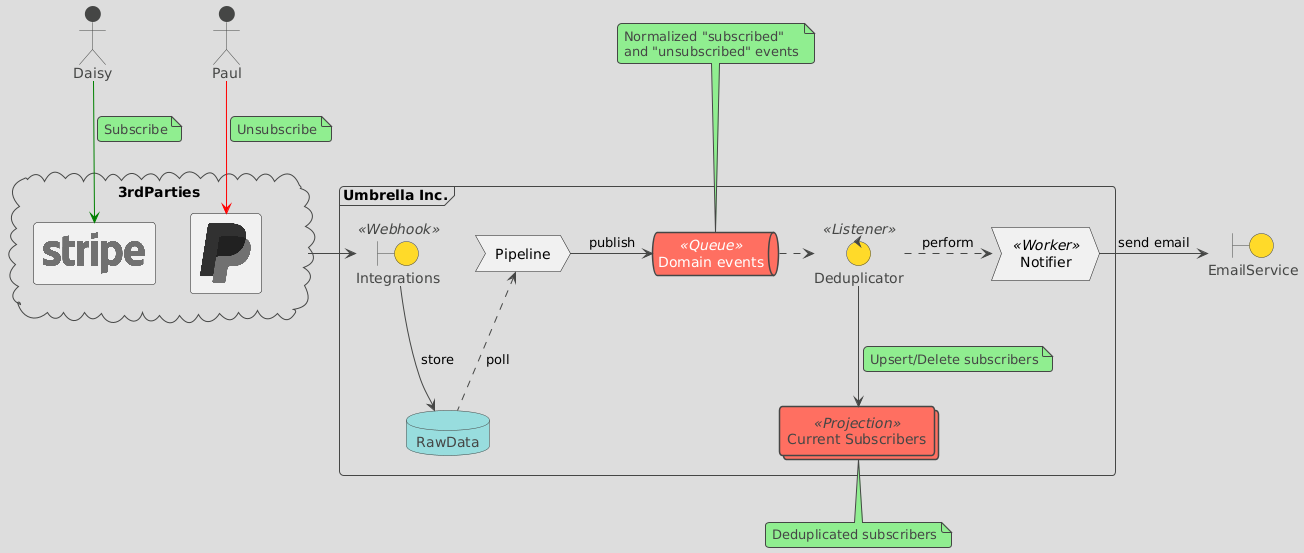 Daisy
Paul
Subscribe
Unsubscribe
3rdParties
stripe
P
Umbrella Inc.
«Webhook»
Integrations
store
RawData
poll
Pipeline
publish
Normalized "subscribed"
and "unsubscribed" events
«Queue»
Domain events
«Listener»
Deduplicator
perform
«Worker»
Notifier
send email
EmailService
Upsert/Delete subscribers
«Projection»
Current Subscribers
Deduplicated subscribers